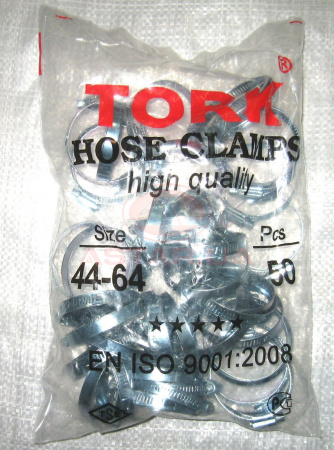 TORK
®
HOSE CLAMPS
high quality
Size Pcs
44-64 50
★★★★★
EN ISO 9001:2008